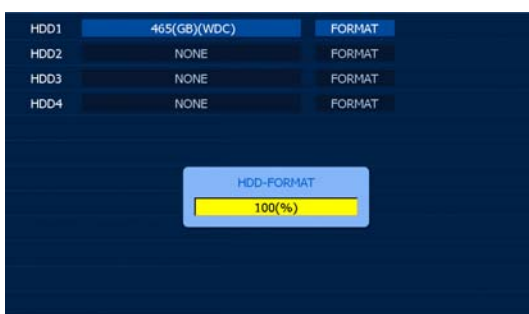 HDD1 465(GB)(WDC) FORMAT
HDD2 NONE FORMAT
HDD3 NONE FORMAT
HDD4 NONE FORMAT
HDD-FORMAT
100(%)